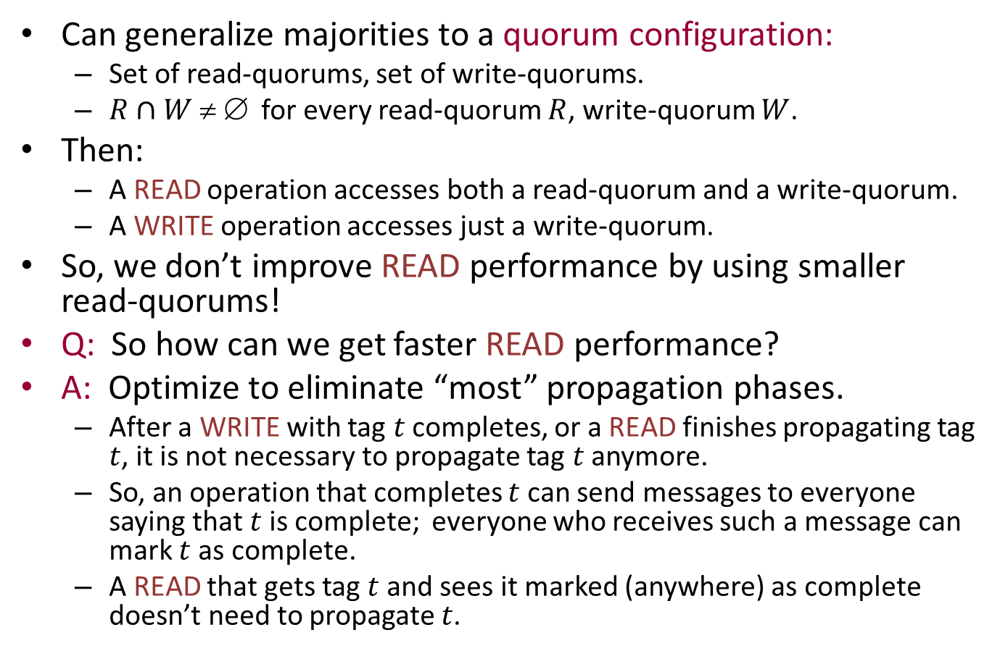 • Can generalize majorities to a quorum configuration:
– Set of read-quorums, set of write-quorums.
– R ∩ W ≠ ∅ for every read-quorum R, write-quorum W.
• Then:
– A READ operation accesses both a read-quorum and a write-quorum.
– A WRITE operation accesses just a write-quorum.
• So, we don’t improve READ performance by using smaller
read-quorums!
• Q: So how can we get faster READ performance?
• A: Optimize to eliminate “most” propagation phases.
– After a WRITE with tag t completes, or a READ finishes propagating tag
t, it is not necessary to propagate tag t anymore.
– So, an operation that completes t can send messages to everyone
saying that t is complete; everyone who receives such a message can
mark t as complete.
– A READ that gets tag t and sees it marked (anywhere) as complete
doesn’t need to propagate t.